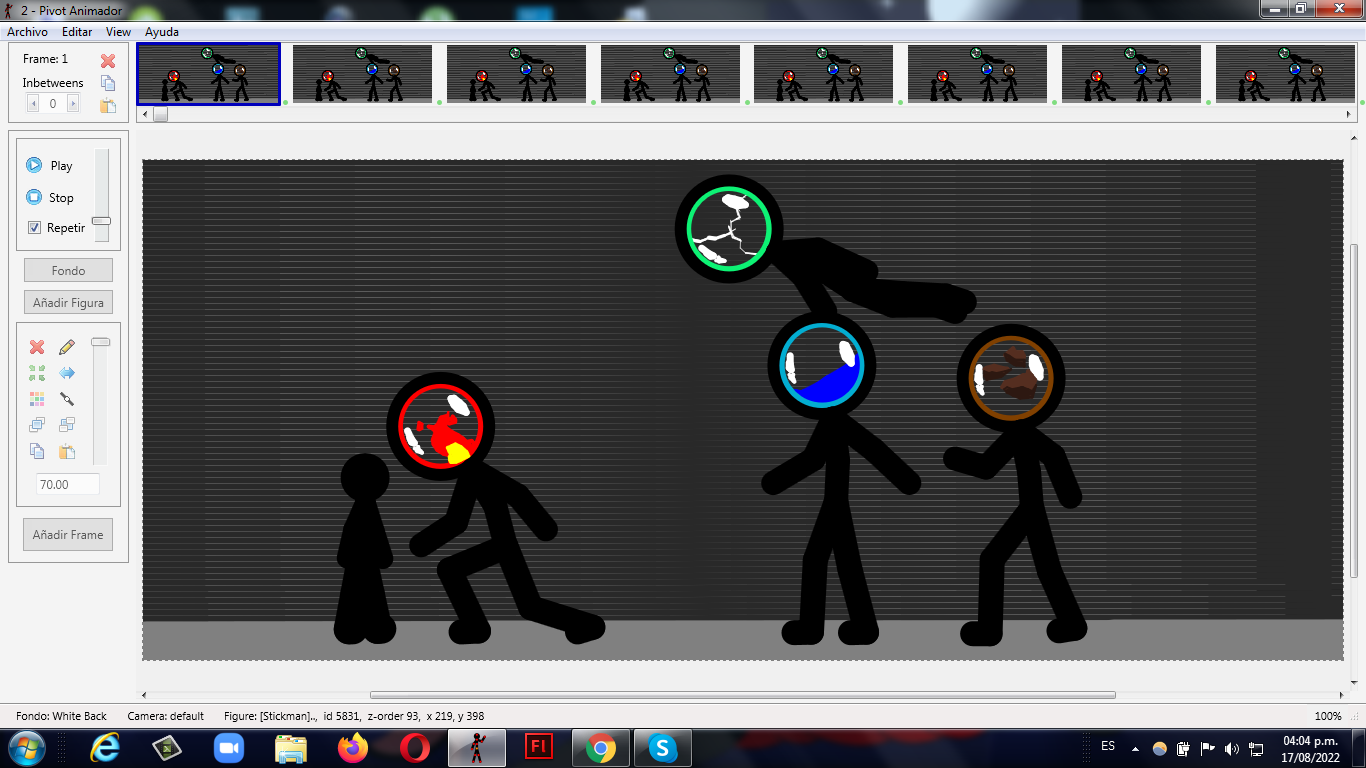 2 - Pivot Animador
Archivo Editar View Ayuda
Frame: 1
Inbetweens
0
Play
Stop
Repetir
Fondo
Añadir Figura
70.00
Añadir Frame
Fondo: White Back Camera: default Figure: [Stickman].., id 5831, z-order 93, x 219, y 398 100%
Fl
S
ES
04:04 p.m.
17/08/2022